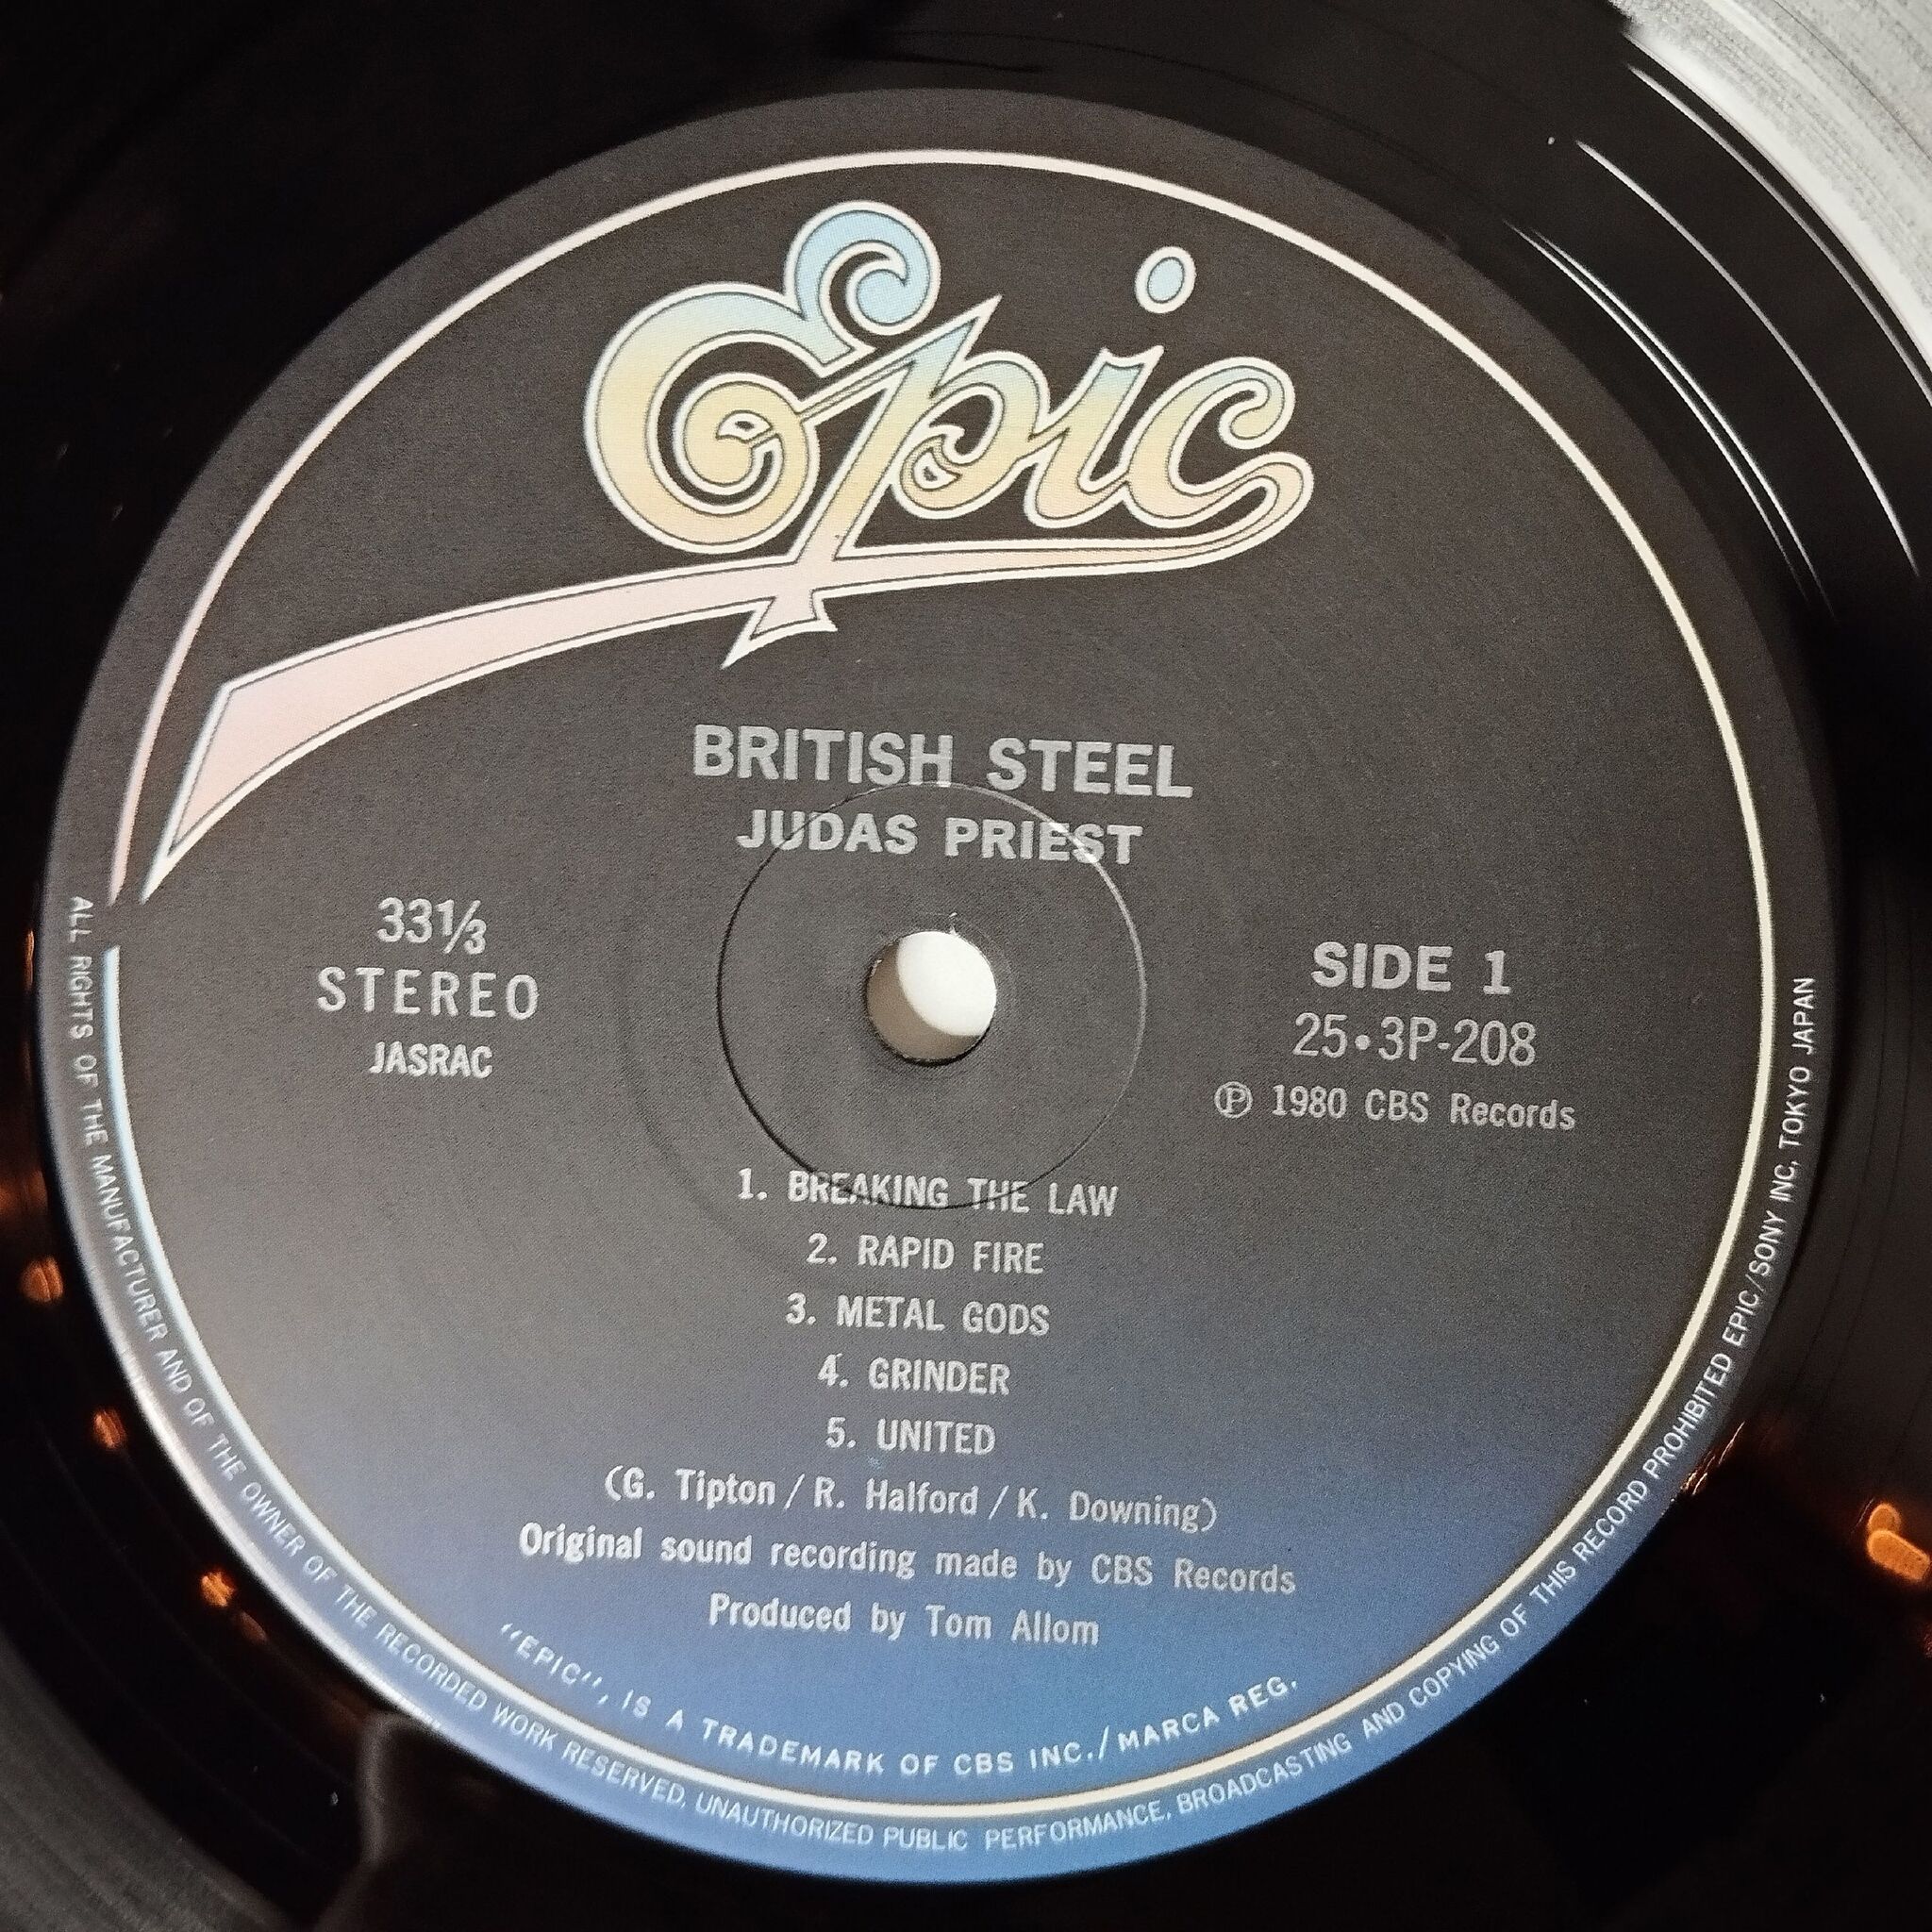 Epic
BRITISH STEEL
JUDAS PRIEST
33⅓
STEREO
JASRAC
SIDE 1
25•3P-208
Ⓟ 1980 CBS Records
1. BREAKING THE LAW
2. RAPID FIRE
3. METAL GODS
4. GRINDER
5. UNITED
(G. Tipton / R. Halford / K. Downing)
Original sound recording made by CBS Records
Produced by Tom Allom
"EPIC", IS A TRADEMARK OF CBS INC./MARCA REG.
ALL RIGHTS OF THE MANUFACTURER AND OF THE OWNER OF THE RECORDED WORK RESERVED. UNAUTHORIZED PUBLIC PERFORMANCE, BROADCASTING AND COPYING OF THIS RECORD PROHIBITED EPIC/SONY INC, TOKYO JAPAN